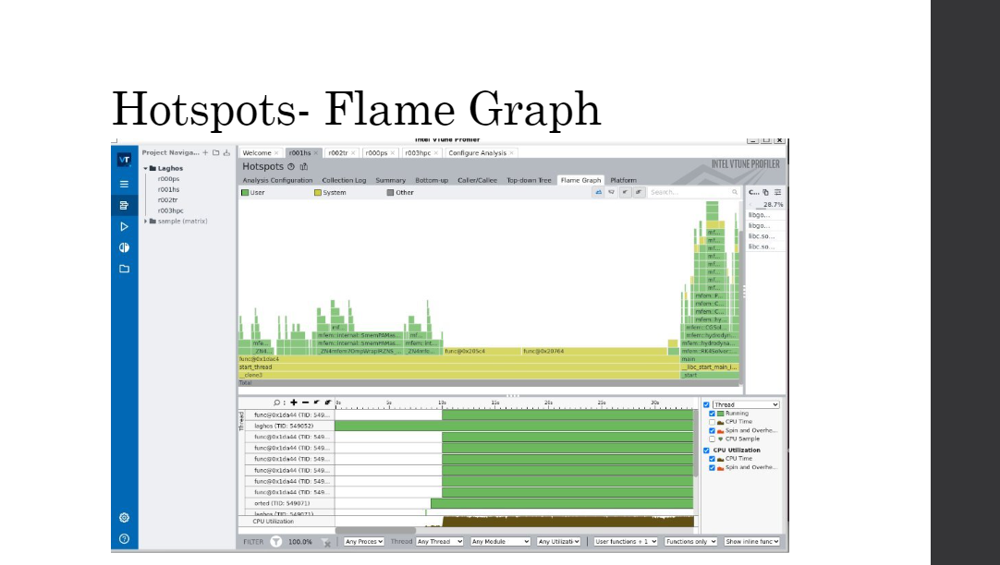 Hotspots- Flame Graph
Intel VTune Profiler
Project Naviga...
Welcome × r001hs × r002tr × r000ps × r003hpc × Configure Analysis ×
Laghos
r000ps
r001hs
r002tr
r003hpc
sample (matrix)
Hotspots
INTEL VTUNE PROFILER
Analysis Configuration Collection Log Summary Bottom-up Caller/Callee Top-down Tree Flame Graph Platform
User System Other Search...
C...
28.7%
libgo...
libgo...
libc.so...
libc.so...
mf...
mf...
mf...
mf...
mf...
mf...
mf...
mf...
mfem::F...
mfem::C...
mfem::C...
mfem::hy...
mf... mfem::CGSol...
mfem::internal::SmemPAMas... mf... mfem::hydrodyn...
mfe... mfem::internal::SmemPAMas... mfem::int... mfem::hydrodyna...
_ZN4... _ZN4mfem7OmpWrapIRZNS_... _ZN4mfe... func@0x205c4 func@0x20764 mfem::RK4Solver::...
func@0x1dac4 main
start_thread __libc_start_main_i...
__clone3 _start
Total
0s 5s 10s 15s 20s 25s 30s
Thread
func@0x1da44 (TID: 549...
laghos (TID: 549052)
func@0x1da44 (TID: 549...
func@0x1da44 (TID: 549...
func@0x1da44 (TID: 549...
func@0x1da44 (TID: 549...
func@0x1da44 (TID: 549...
func@0x1da44 (TID: 549...
orted (TID: 549071)
laghos (TID: 549073)
CPU Utilization
Thread
Running
CPU Time
Spin and Overhe...
CPU Sample
CPU Utilization
CPU Time
Spin and Overhe...
FILTER 100.0% Any Proces Thread Any Thread Any Module Any Utilizati User functions + 1 Functions only Show inline func